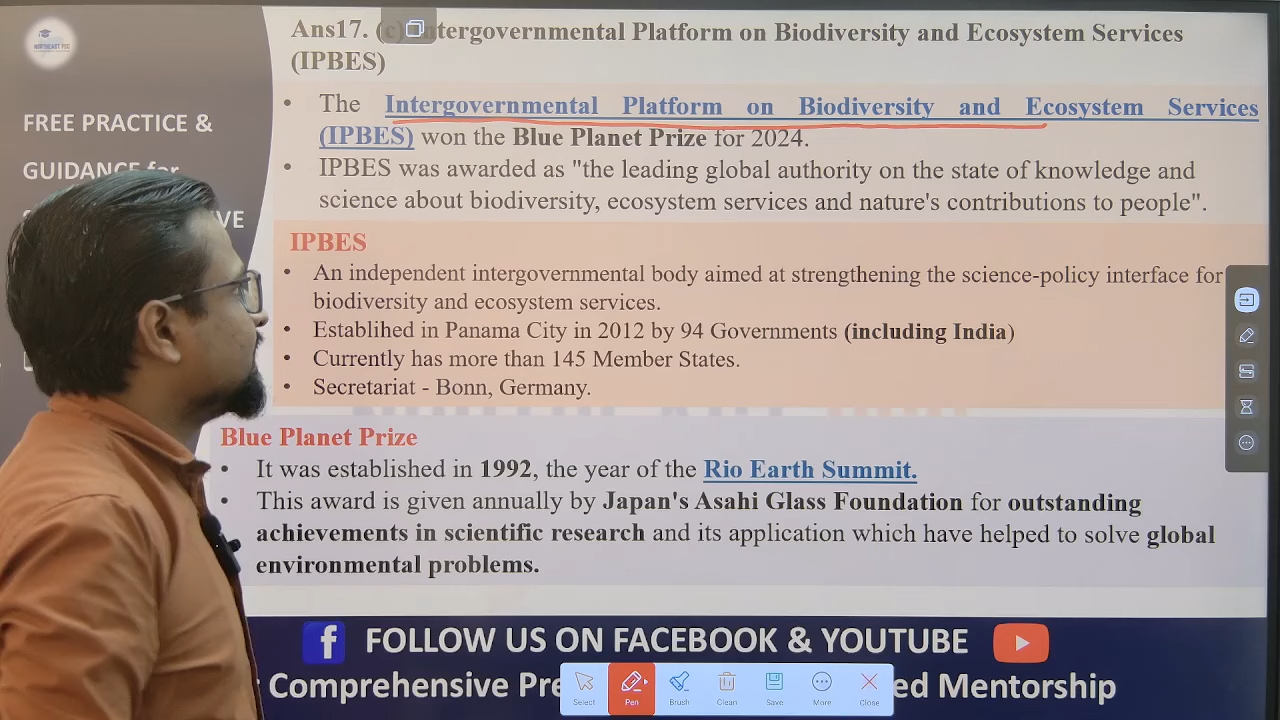 Ans17. (c) Intergovernmental Platform on Biodiversity and Ecosystem Services
(IPBES)
FREE PRACTICE &
GUIDANCE for
VE
• The Intergovernmental Platform on Biodiversity and Ecosystem Services
(IPBES) won the Blue Planet Prize for 2024.
• IPBES was awarded as "the leading global authority on the state of knowledge and
science about biodiversity, ecosystem services and nature's contributions to people".
IPBES
• An independent intergovernmental body aimed at strengthening the science-policy interface for
biodiversity and ecosystem services.
• Establihed in Panama City in 2012 by 94 Governments (including India)
• Currently has more than 145 Member States.
• Secretariat - Bonn, Germany.
Blue Planet Prize
• It was established in 1992, the year of the Rio Earth Summit.
• This award is given annually by Japan's Asahi Glass Foundation for outstanding
achievements in scientific research and its application which have helped to solve global
environmental problems.
f FOLLOW US ON FACEBOOK & YOUTUBE
Comprehensive Pre ed Mentorship
Select Pen Brush Clean Save More Close